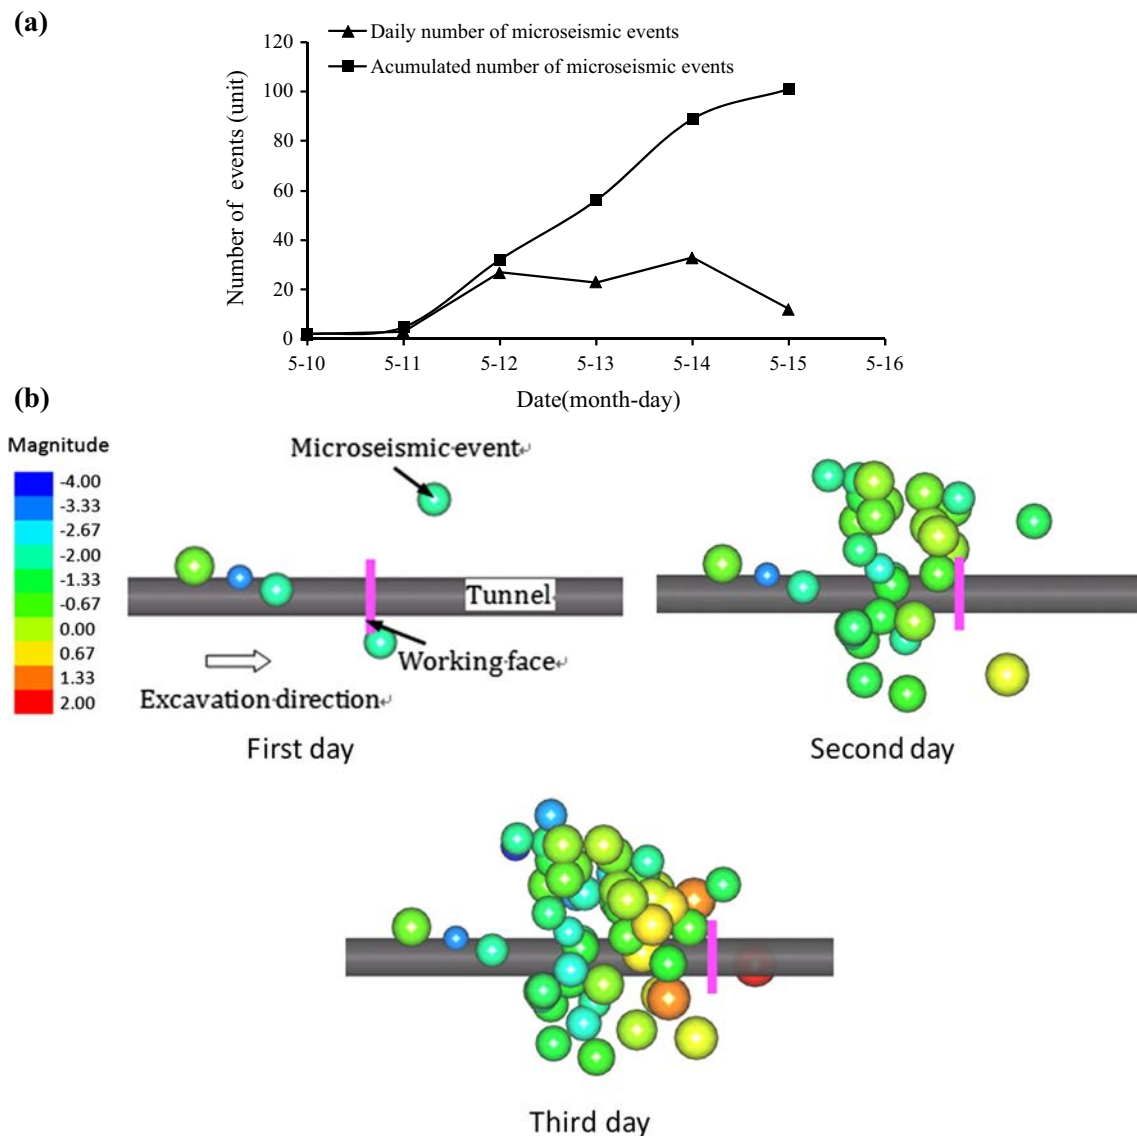 (a)
Daily number of microseismic events
Acumulated number of microseismic events
Number of events (unit)
120
100
80
60
40
20
0
5-10 5-11 5-12 5-13 5-14 5-15 5-16
Date(month-day)
(b)
Magnitude
-4.00
-3.33
-2.67
-2.00
-1.33
-0.67
0.00
0.67
1.33
2.00
Microseismic·event↵
Tunnel
Working·face↵
Excavation·direction↵
First day
Second day
Third day